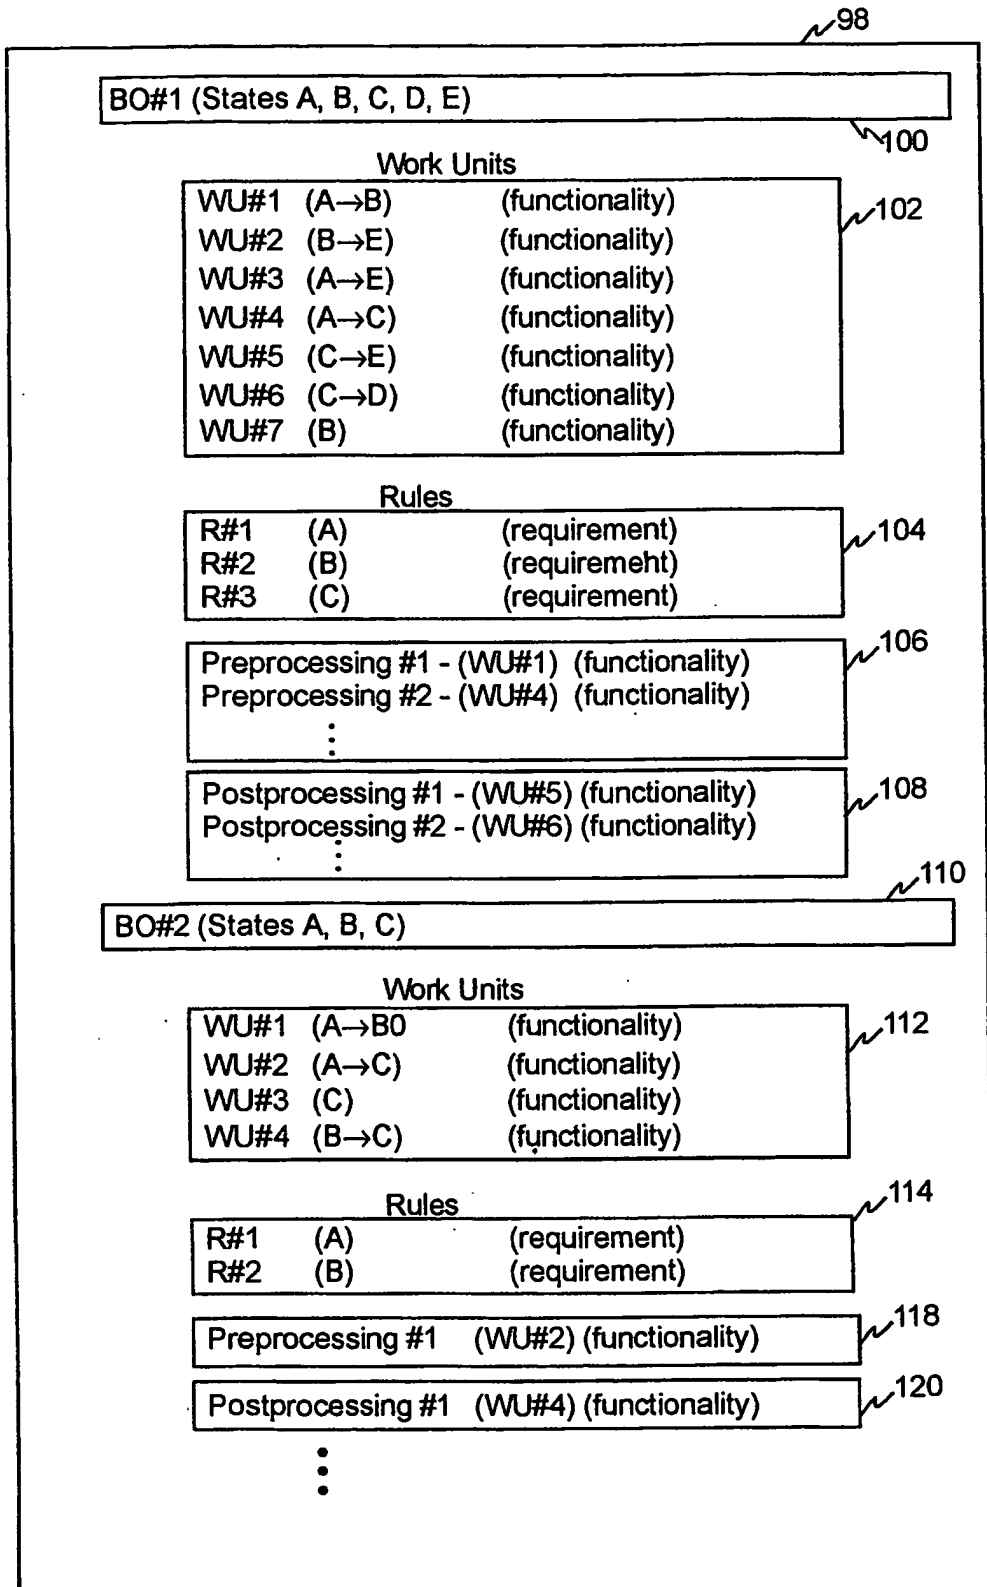 98
BO#1 (States A, B, C, D, E)
100
Work Units
102
WU#1 (A→B) (functionality)
WU#2 (B→E) (functionality)
WU#3 (A→E) (functionality)
WU#4 (A→C) (functionality)
WU#5 (C→E) (functionality)
WU#6 (C→D) (functionality)
WU#7 (B) (functionality)
Rules
104
R#1 (A) (requirement)
R#2 (B) (requiremeht)
R#3 (C) (requirement)
106
Preprocessing #1 - (WU#1) (functionality)
Preprocessing #2 - (WU#4) (functionality)
108
Postprocessing #1 - (WU#5) (functionality)
Postprocessing #2 - (WU#6) (functionality)
110
BO#2 (States A, B, C)
Work Units
112
WU#1 (A→B0 (functionality)
WU#2 (A→C) (functionality)
WU#3 (C) (functionality)
WU#4 (B→C) (functionality)
Rules
114
R#1 (A) (requirement)
R#2 (B) (requirement)
118
Preprocessing #1 (WU#2) (functionality)
120
Postprocessing #1 (WU#4) (functionality)